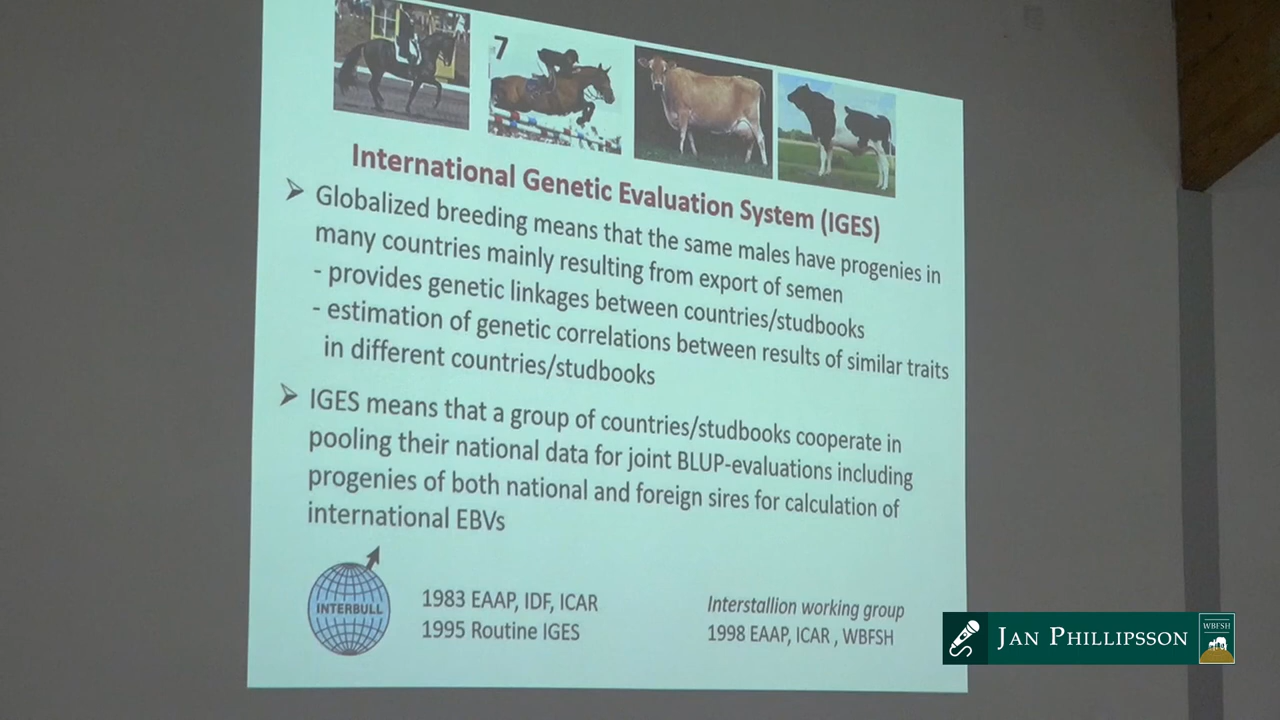 7
International Genetic Evaluation System (IGES)
➢ Globalized breeding means that the same males have progenies in
many countries mainly resulting from export of semen
- provides genetic linkages between countries/studbooks
- estimation of genetic correlations between results of similar traits
in different countries/studbooks
➢ IGES means that a group of countries/studbooks cooperate in
pooling their national data for joint BLUP-evaluations including
progenies of both national and foreign sires for calculation of
international EBVs
INTERBULL
1983 EAAP, IDF, ICAR
1995 Routine IGES
Interstallion working group
1998 EAAP, ICAR , WBFSH
JAN PHILLIPSSON
WBFSH